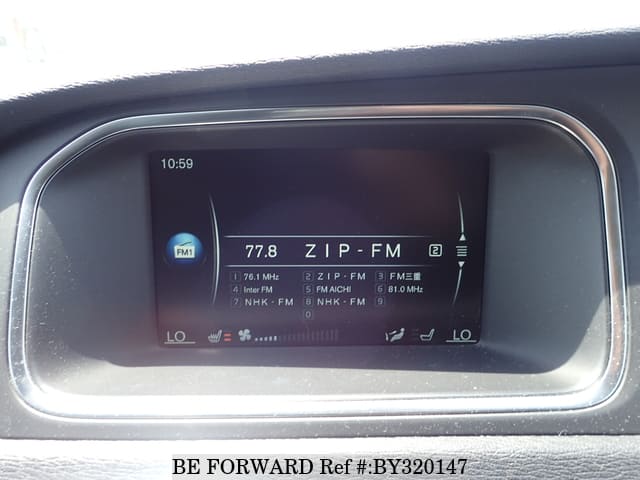 10:59
FM1 77.8 ZIP-FM 2
1 76.1 MHz 2 ZIP-FM 3 FM三重
4 Inter FM 5 FM AICHI 6 81.0 MHz
7 NHK-FM 8 NHK-FM 9
0
LO LO
BE FORWARD Ref #:BY320147